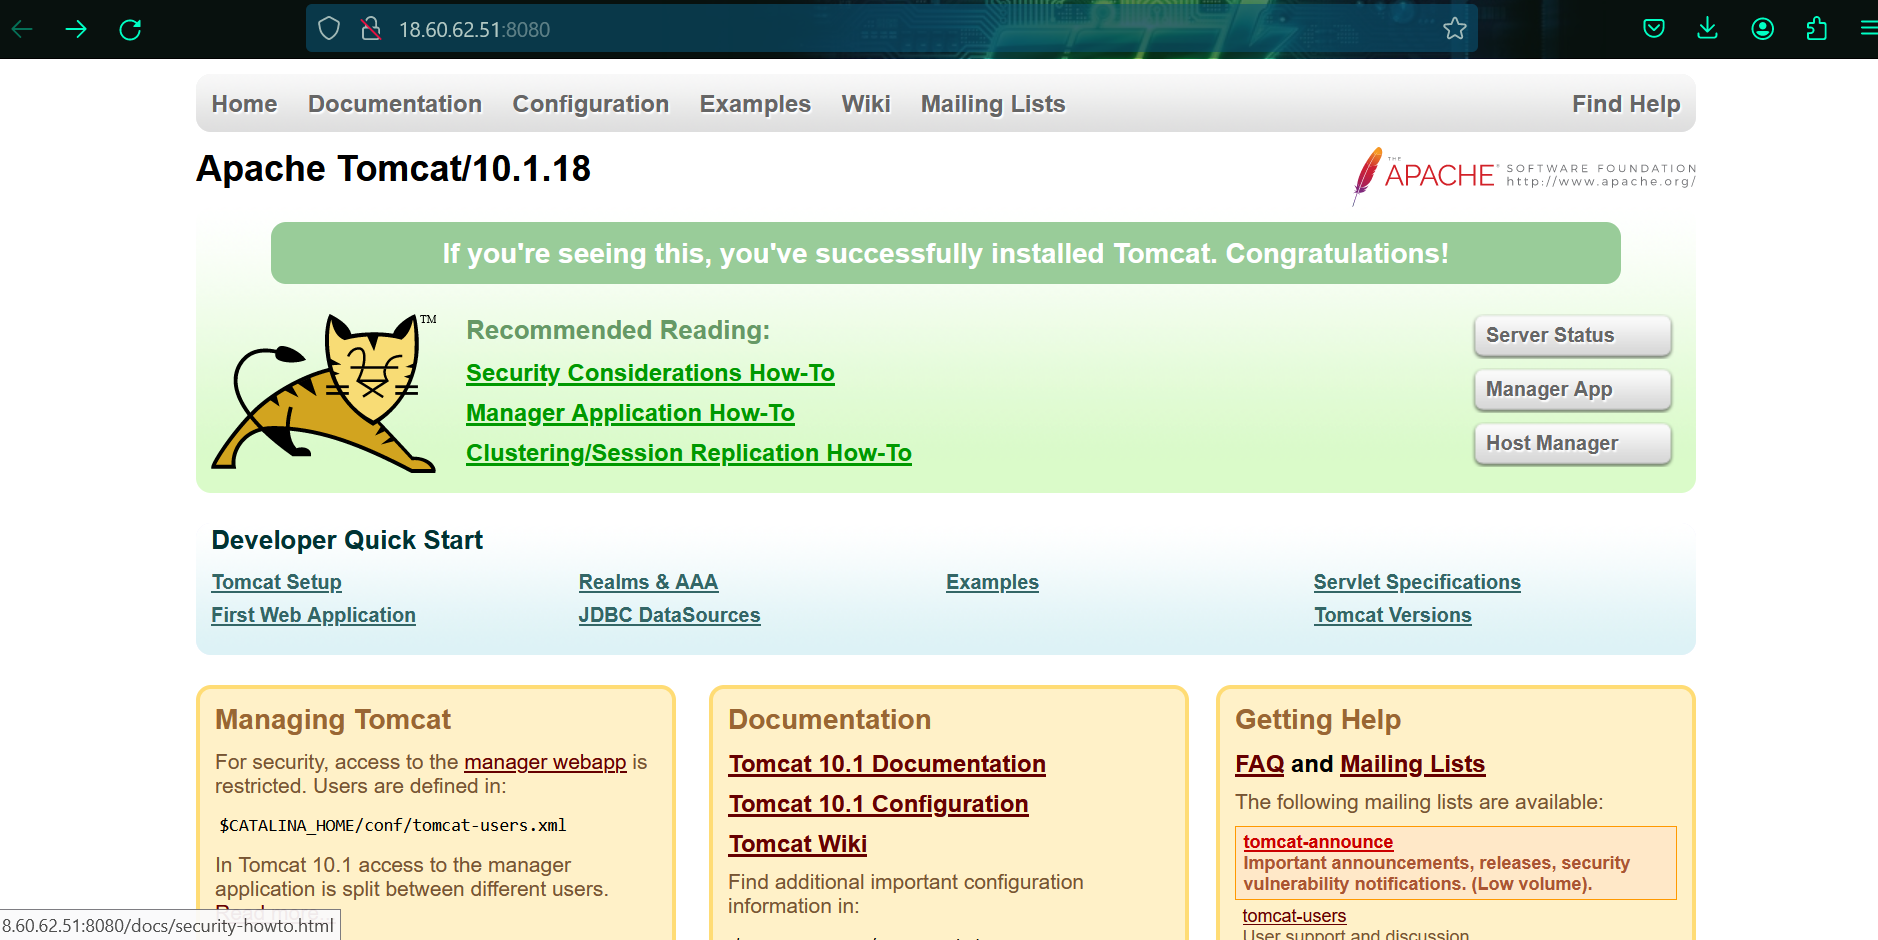 18.60.62.51:8080
Home Documentation Configuration Examples Wiki Mailing Lists Find Help
Apache Tomcat/10.1.18
THE APACHE® SOFTWARE FOUNDATION
http://www.apache.org/
If you're seeing this, you've successfully installed Tomcat. Congratulations!
TM
Recommended Reading:
Security Considerations How-To
Manager Application How-To
Clustering/Session Replication How-To
Server Status
Manager App
Host Manager
Developer Quick Start
Tomcat Setup
First Web Application
Realms & AAA
JDBC DataSources
Examples
Servlet Specifications
Tomcat Versions
Managing Tomcat
For security, access to the manager webapp is
restricted. Users are defined in:
$CATALINA_HOME/conf/tomcat-users.xml
In Tomcat 10.1 access to the manager
application is split between different users.
Read more
Documentation
Tomcat 10.1 Documentation
Tomcat 10.1 Configuration
Tomcat Wiki
Find additional important configuration
information in:
Getting Help
FAQ and Mailing Lists
The following mailing lists are available:
tomcat-announce
Important announcements, releases, security
vulnerability notifications. (Low volume).
tomcat-users
User support and discussion
8.60.62.51:8080/docs/security-howto.html